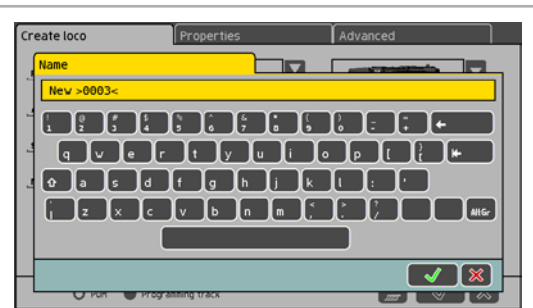 Create loco Properties Advanced
Name
New >0003<
! @ # $ % ^ & * ( ) _ +
1 2 3 4 5 6 7 8 9 0 - =
q w e r t y u i o p [ { [
a s d f g h j k l : '
z x c v b n m < > ? AltGr
, . /
POM Programming track